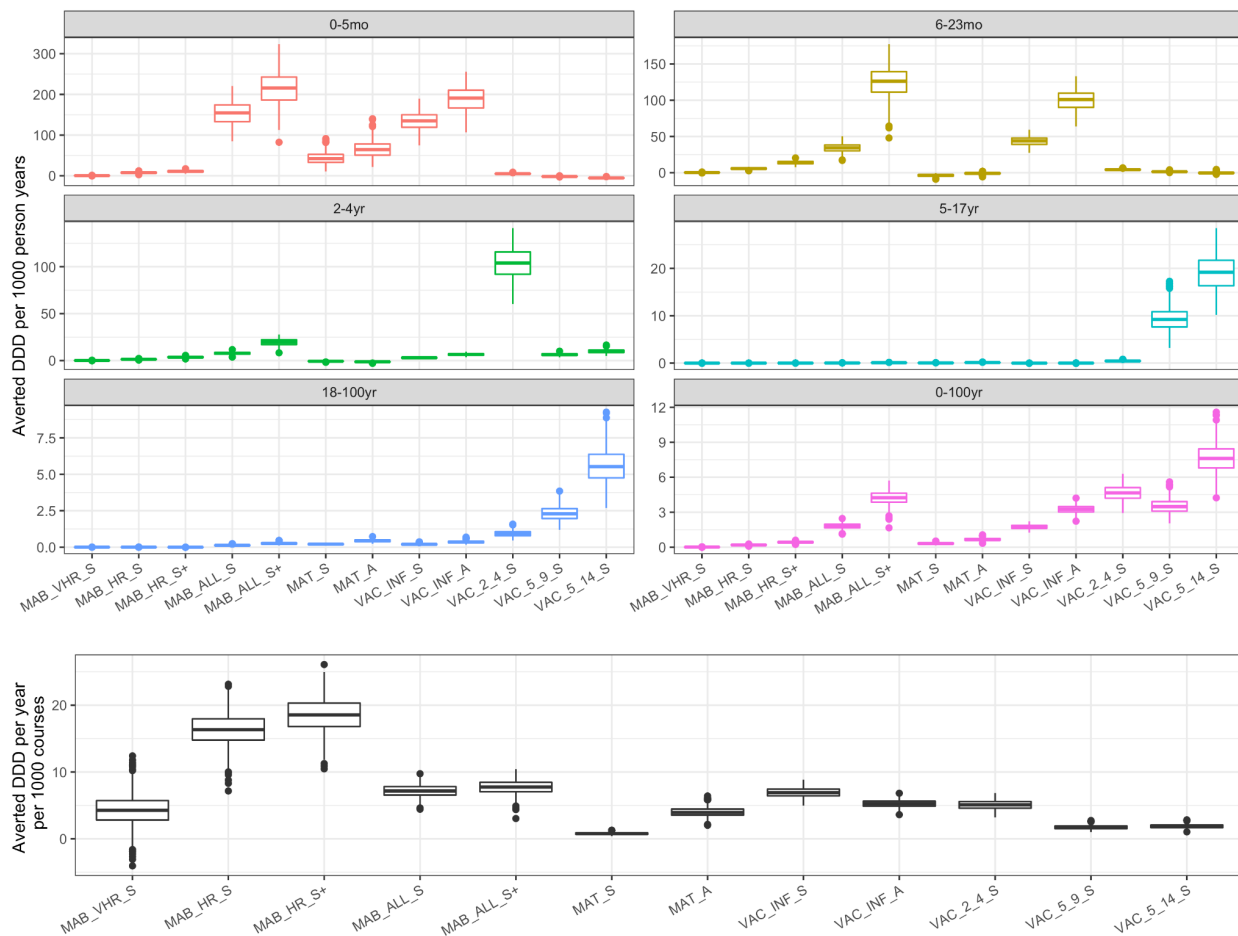 0-5mo
6-23mo
300
200
100
0
150
100
50
0
2-4yr
5-17yr
100
50
0
20
10
0
18-100yr
0-100yr
7.5
5.0
2.5
0.0
12
9
6
3
0
Averted DDD per 1000 person years
MAB_VHR_S
MAB_HR_S
MAB_HR_S+
MAB_ALL_S
MAB_ALL_S+
MAT_S
MAT_A
VAC_INF_S
VAC_INF_A
VAC_2_4_S
VAC_5_9_S
VAC_5_14_S
MAB_VHR_S
MAB_HR_S
MAB_HR_S+
MAB_ALL_S
MAB_ALL_S+
MAT_S
MAT_A
VAC_INF_S
VAC_INF_A
VAC_2_4_S
VAC_5_9_S
VAC_5_14_S
Averted DDD per year
per 1000 courses
20
10
0
MAB_VHR_S
MAB_HR_S
MAB_HR_S+
MAB_ALL_S
MAB_ALL_S+
MAT_S
MAT_A
VAC_INF_S
VAC_INF_A
VAC_2_4_S
VAC_5_9_S
VAC_5_14_S